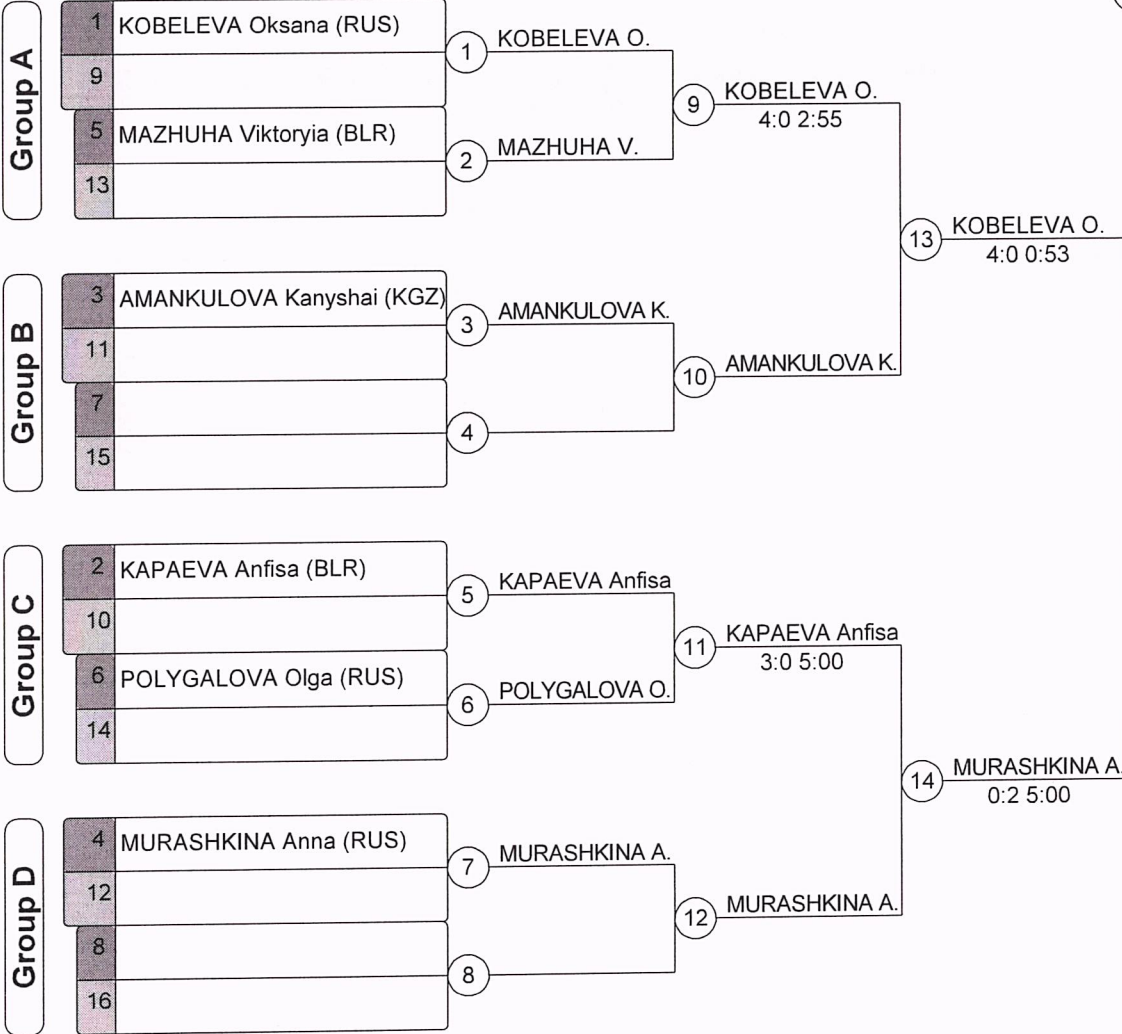 Group A
1 KOBELEVA Oksana (RUS)
9
5 MAZHUHA Viktoryia (BLR)
13
1 KOBELEVA O.
2 MAZHUHA V.
9 KOBELEVA O.
4:0 2:55
Group B
3 AMANKULOVA Kanyshai (KGZ)
11
7
15
3 AMANKULOVA K.
4
10 AMANKULOVA K.
13 KOBELEVA O.
4:0 0:53
Group C
2 KAPAEVA Anfisa (BLR)
10
6 POLYGALOVA Olga (RUS)
14
5 KAPAEVA Anfisa
6 POLYGALOVA O.
11 KAPAEVA Anfisa
3:0 5:00
Group D
4 MURASHKINA Anna (RUS)
12
8
16
7 MURASHKINA A.
8
12 MURASHKINA A.
14 MURASHKINA A.
0:2 5:00